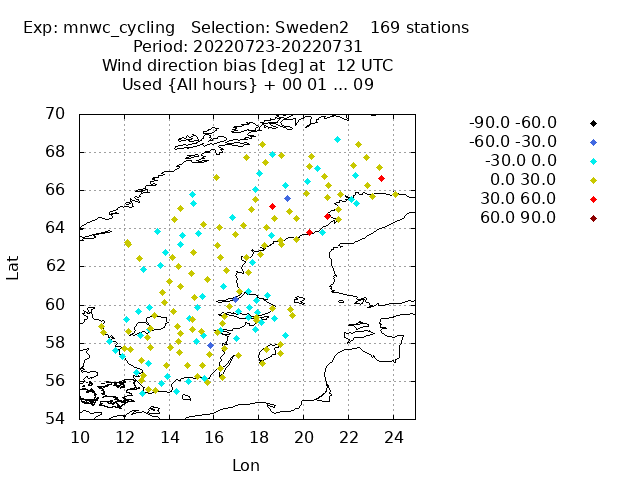 Exp: mnwc_cycling   Selection: Sweden2    169 stations
Period: 20220723-20220731
Wind direction bias [deg] at  12 UTC
Used {All hours} + 00 01 ... 09
-90.0 -60.0
-60.0 -30.0
-30.0 0.0
0.0 30.0
30.0 60.0
60.0 90.0
70
68
66
64
62
60
58
56
54
Lat
10 12 14 16 18 20 22 24
Lon